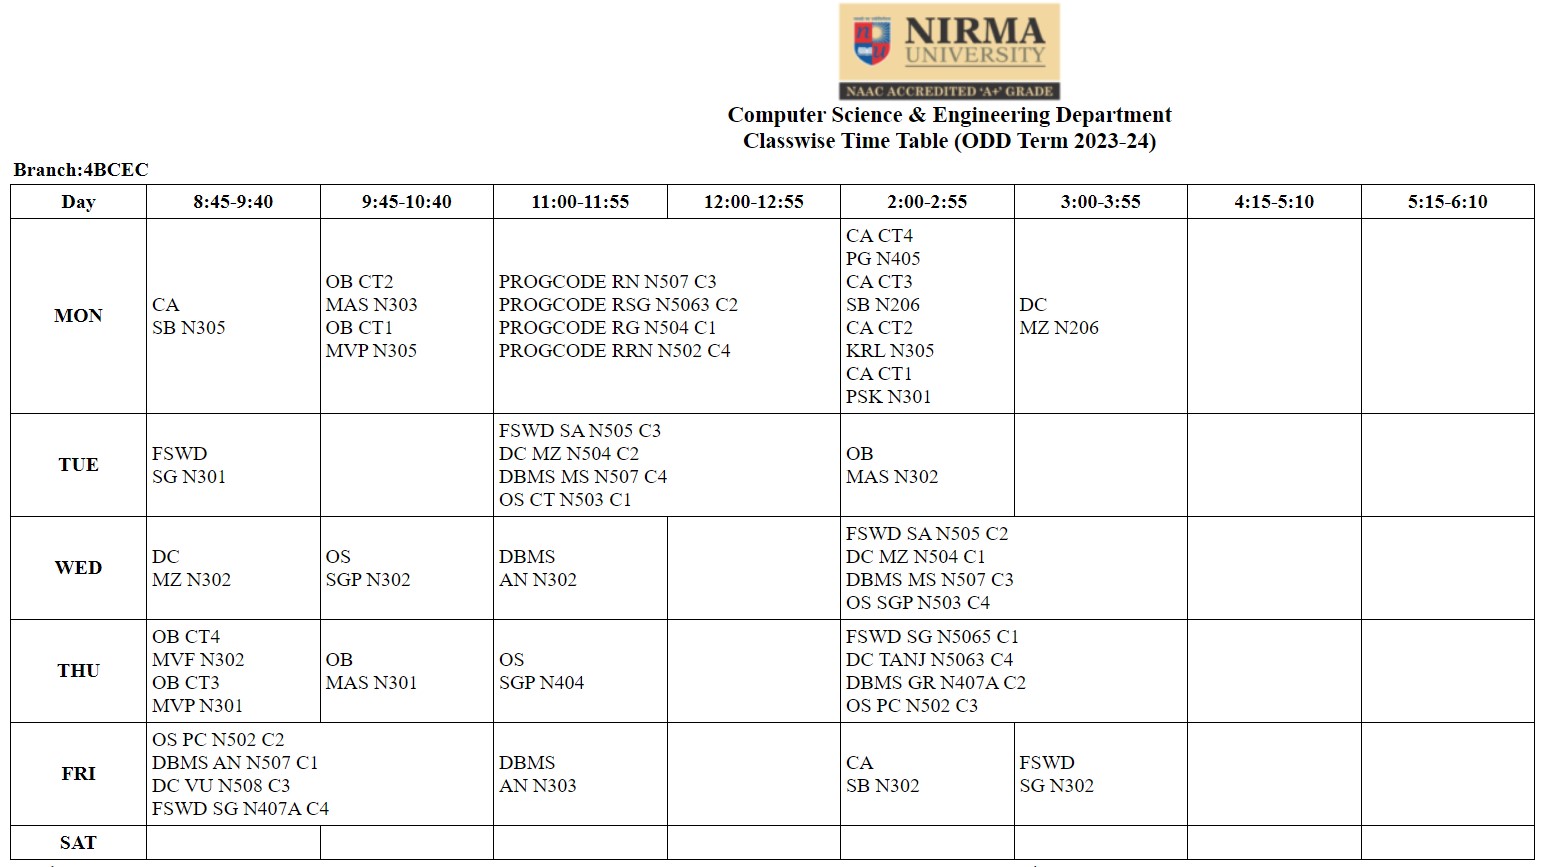 NIRMA
UNIVERSITY
NAAC ACCREDITED 'A+' GRADE
Computer Science & Engineering Department
Classwise Time Table (ODD Term 2023-24)
Branch:4BCEC
Day 8:45-9:40 9:45-10:40 11:00-11:55 12:00-12:55 2:00-2:55 3:00-3:55 4:15-5:10 5:15-6:10
MON
CA
SB N305
OB CT2
MAS N303
OB CT1
MVP N305
PROGCODE RN N507 C3
PROGCODE RSG N5063 C2
PROGCODE RG N504 C1
PROGCODE RRN N502 C4
CA CT4
PG N405
CA CT3
SB N206
CA CT2
KRL N305
CA CT1
PSK N301
DC
MZ N206
TUE
FSWD
SG N301
FSWD SA N505 C3
DC MZ N504 C2
DBMS MS N507 C4
OS CT N503 C1
OB
MAS N302
WED
DC
MZ N302
OS
SGP N302
DBMS
AN N302
FSWD SA N505 C2
DC MZ N504 C1
DBMS MS N507 C3
OS SGP N503 C4
THU
OB CT4
MVF N302
OB CT3
MVP N301
OB
MAS N301
OS
SGP N404
FSWD SG N5065 C1
DC TANJ N5063 C4
DBMS GR N407A C2
OS PC N502 C3
FRI
OS PC N502 C2
DBMS AN N507 C1
DC VU N508 C3
FSWD SG N407A C4
DBMS
AN N303
CA
SB N302
FSWD
SG N302
SAT